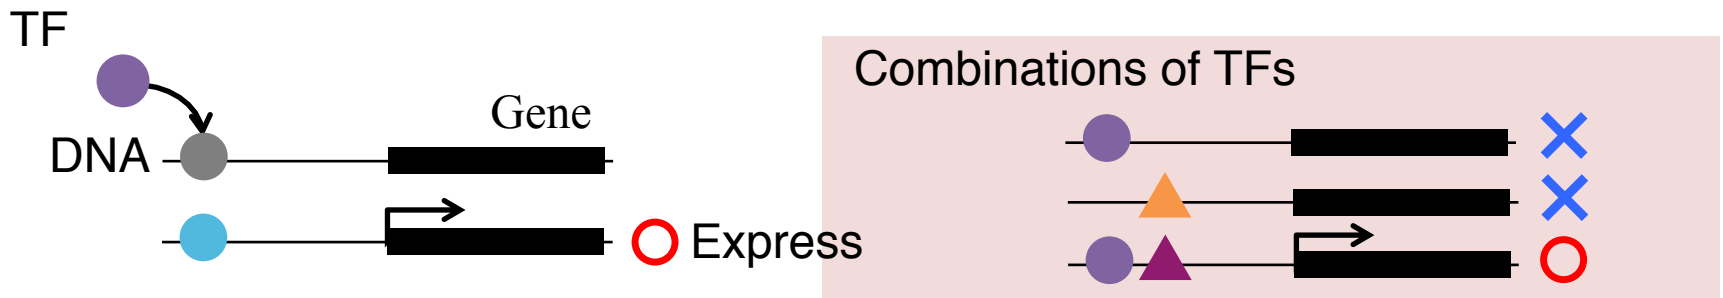 TF
Gene
DNA
Express
Combinations of TFs